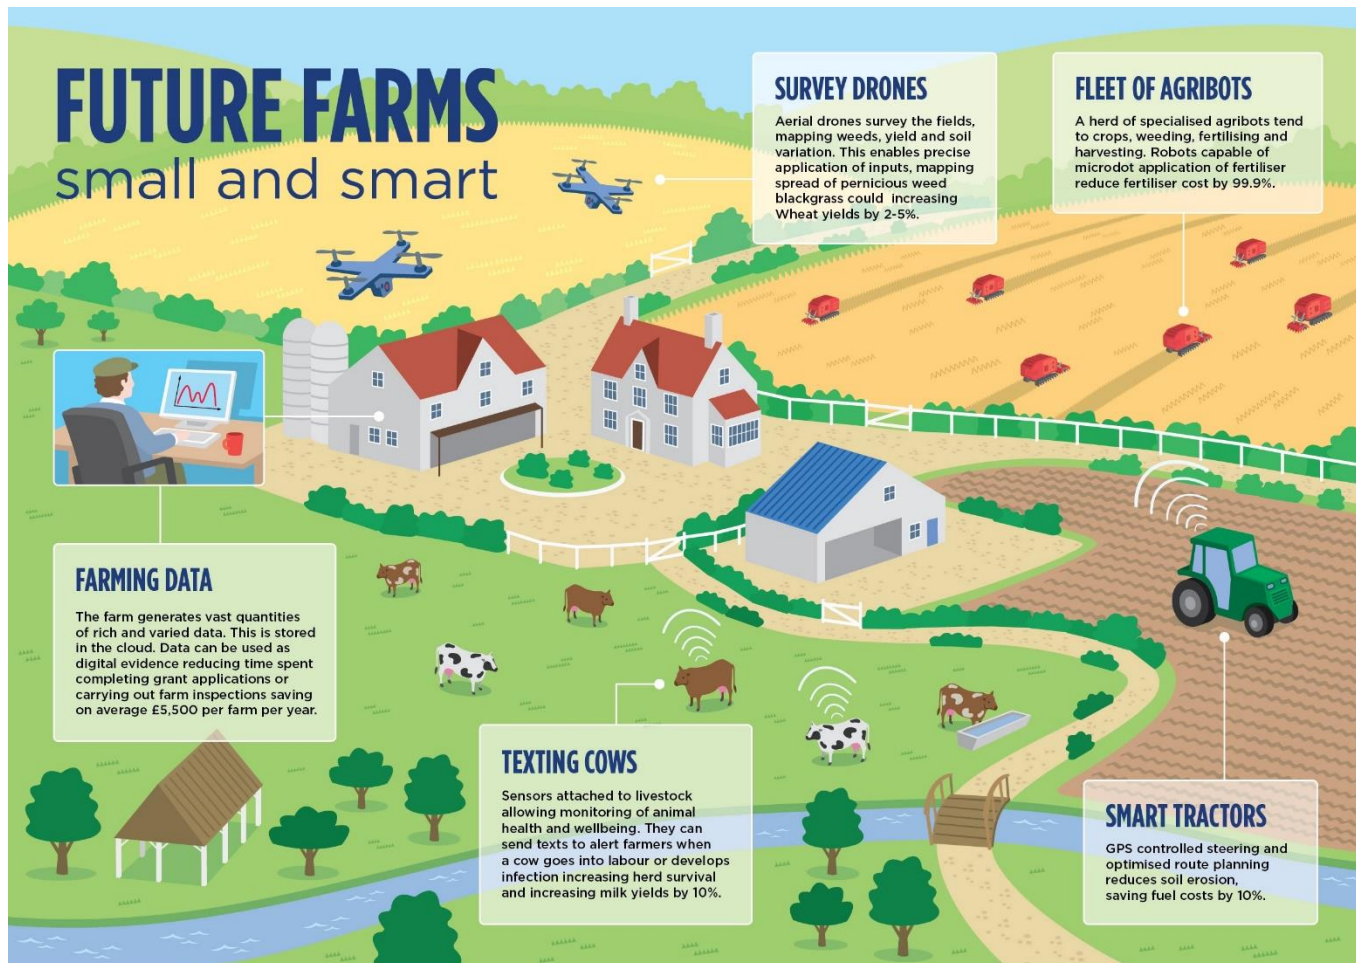 FUTURE FARMS
small and smart
SURVEY DRONES
Aerial drones survey the fields,
mapping weeds, yield and soil
variation. This enables precise
application of inputs, mapping
spread of pernicious weed
blackgrass could  increasing
Wheat yields by 2-5%.
FLEET OF AGRIBOTS
A herd of specialised agribots tend
to crops, weeding, fertilising and
harvesting. Robots capable of
microdot application of fertiliser
reduce fertiliser cost by 99.9%.
FARMING DATA
The farm generates vast quantities
of rich and varied data. This is stored
in the cloud. Data can be used as
digital evidence reducing time spent
completing grant applications or
carrying out farm inspections saving
on average £5,500 per farm per year.
TEXTING COWS
Sensors attached to livestock
allowing monitoring of animal
health and wellbeing. They can
send texts to alert farmers when
a cow goes into labour or develops
infection increasing herd survival
and increasing milk yields by 10%.
SMART TRACTORS
GPS controlled steering and
optimised route planning
reduces soil erosion,
saving fuel costs by 10%.